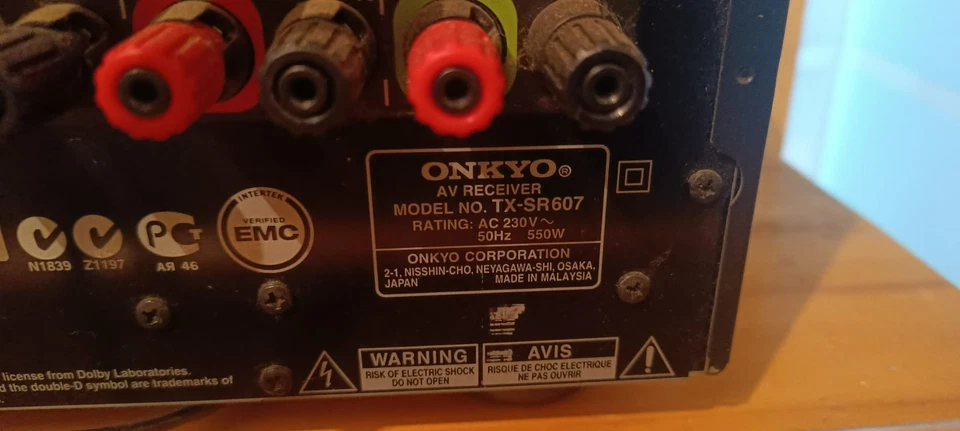 ONKYO®
AV RECEIVER
MODEL NO. TX-SR607
RATING: AC 230V～
50Hz 550W
ONKYO CORPORATION
2-1, NISSHIN-CHO, NEYAGAWA-SHI, OSAKA,
JAPAN MADE IN MALAYSIA
INTERTEK
VERIFIED
EMC
N1839 Z1197
РСТ
АЯ 46
WARNING
RISK OF ELECTRIC SHOCK
DO NOT OPEN
AVIS
RISQUE DE CHOC ELECTRIQUE
NE PAS OUVRIR
license from Dolby Laboratories.
the double-D symbol are trademarks of